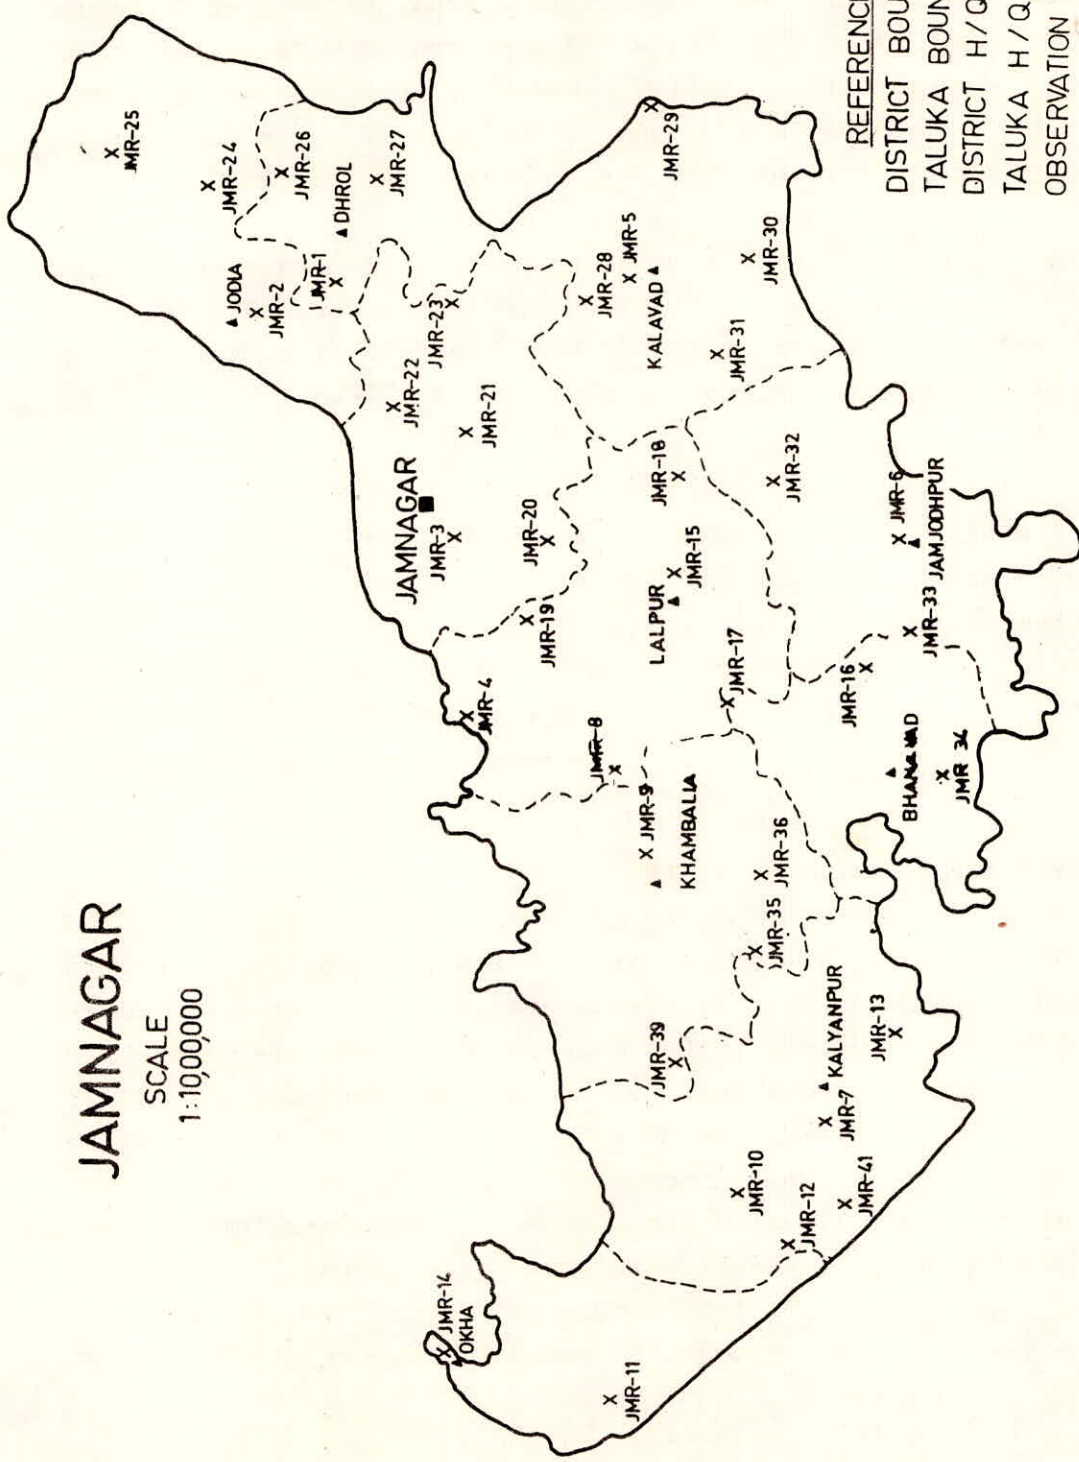 JAMNAGAR
SCALE
1:10,00,000
REFERENC
DISTRICT BOU
TALUKA BOUN
DISTRICT H/Q
TALUKA H/Q
OBSERVATION
JMR-25
JMR-24
JMR-26
JMR-27
DHROL
JODIA
JMR-2
JMR-1
JMR-23
JMR-22
JMR-21
JAMNAGAR
JMR-3
JMR-20
JMR-19
JMR-4
JMR-29
JMR-5
JMR-28
KALAVAD
JMR-30
JMR-31
JMR-18
JMR-32
JMR-15
LALPUR
JMR-17
JMR-6
JAMJODHPUR
JMR-33
JMR-16
JMR-8
JMR-9
KHAMBALIA
JMR-36
JMR-35
BHANAVAD
JMR 34
JMR-39
KALYANPUR
JMR-13
JMR-7
JMR-10
JMR-41
JMR-12
JMR-14
OKHA
JMR-11